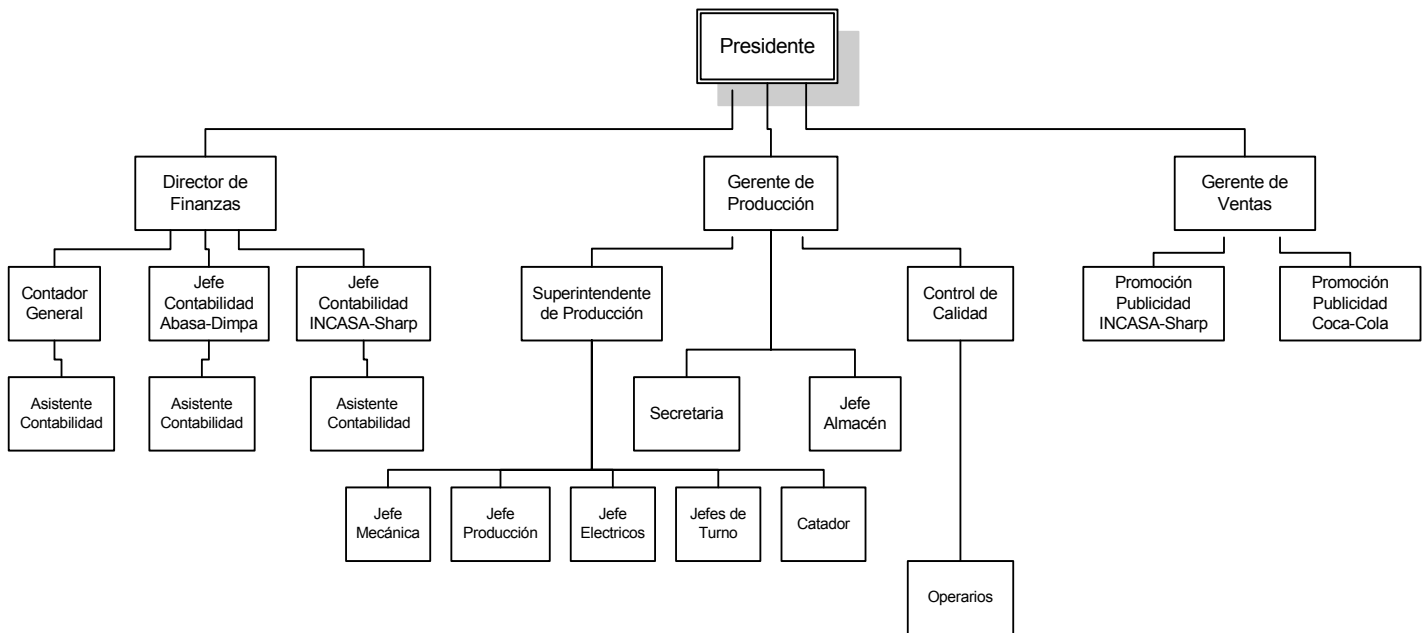 Presidente
Director de
Finanzas
Gerente de
Producción
Gerente de
Ventas
Contador
General
Jefe
Contabilidad
Abasa-Dimpa
Jefe
Contabilidad
INCASA-Sharp
Superintendente
de Producción
Control de
Calidad
Promoción
Publicidad
INCASA-Sharp
Promoción
Publicidad
Coca-Cola
Asistente
Contabilidad
Asistente
Contabilidad
Asistente
Contabilidad
Secretaria
Jefe
Almacén
Jefe
Mecánica
Jefe
Producción
Jefe
Electricos
Jefes de
Turno
Catador
Operarios